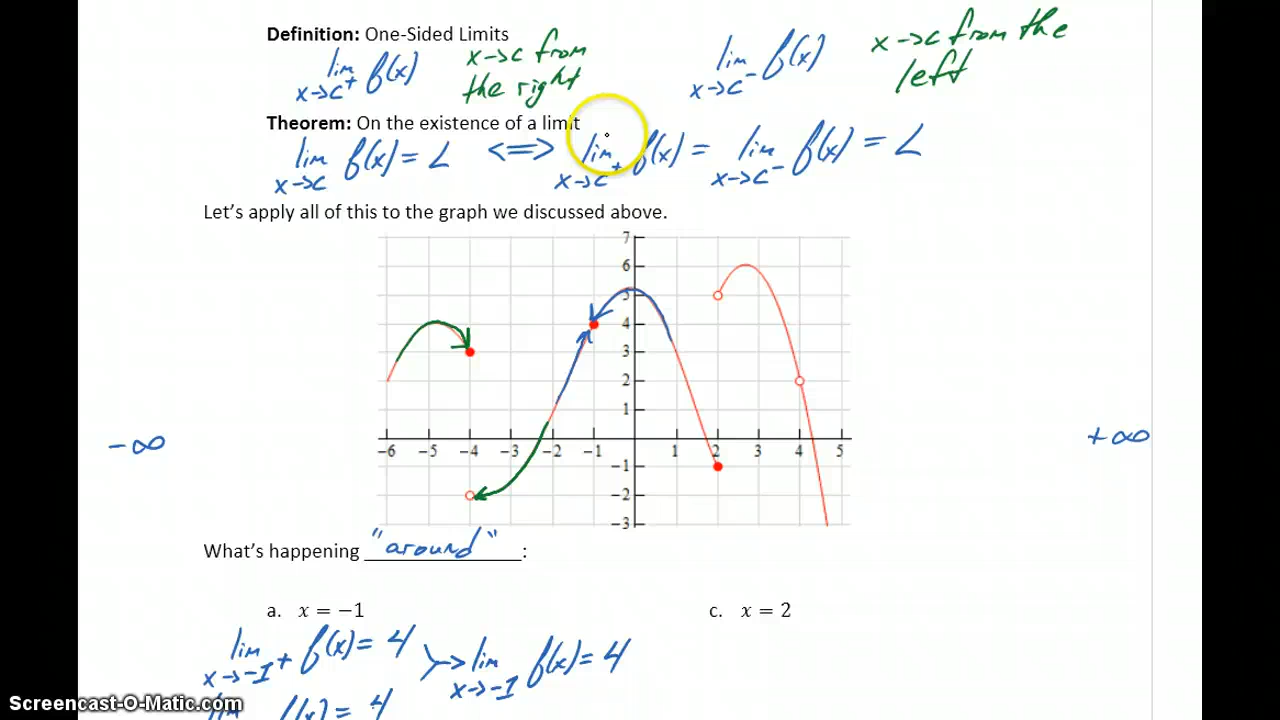 Definition: One-Sided Limits
lim x→c⁺ f(x) x→c from the right lim x→c⁻ f(x) x→c from the left
Theorem: On the existence of a limit
lim x→c f(x) = L <=> lim x→c⁺ f(x) = lim x→c⁻ f(x) = L
Let's apply all of this to the graph we discussed above.
7
6
5
4
3
2
1
-∞ +∞
−6 −5 −4 −3 −2 −1 1 2 3 4 5
−1
−2
−3
What's happening "around" :
a. x = −1 c. x = 2
lim x→-1⁺ f(x) = 4 → lim x→-1 f(x) = 4
lim f(x) = 4
Screencast-O-Matic.com